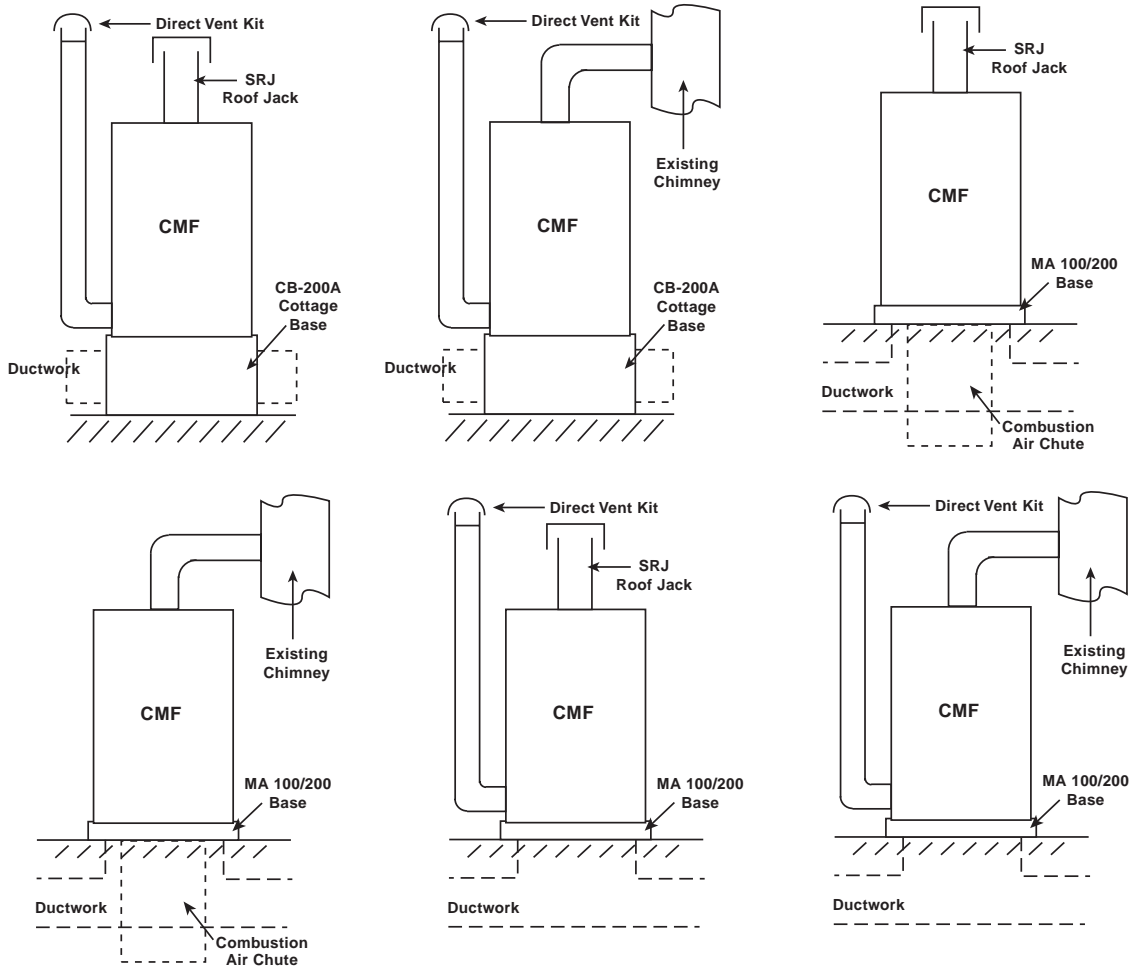 Direct Vent Kit
SRJ
Roof Jack
CMF
CB-200A
Cottage
Base
Ductwork
Direct Vent Kit
Existing
Chimney
CMF
CB-200A
Cottage
Base
Ductwork
SRJ
Roof Jack
CMF
MA 100/200
Base
Ductwork
Combustion
Air Chute
Existing
Chimney
CMF
MA 100/200
Base
Ductwork
Combustion
Air Chute
Direct Vent Kit
SRJ
Roof Jack
CMF
MA 100/200
Base
Ductwork
Direct Vent Kit
Existing
Chimney
CMF
MA 100/200
Base
Ductwork